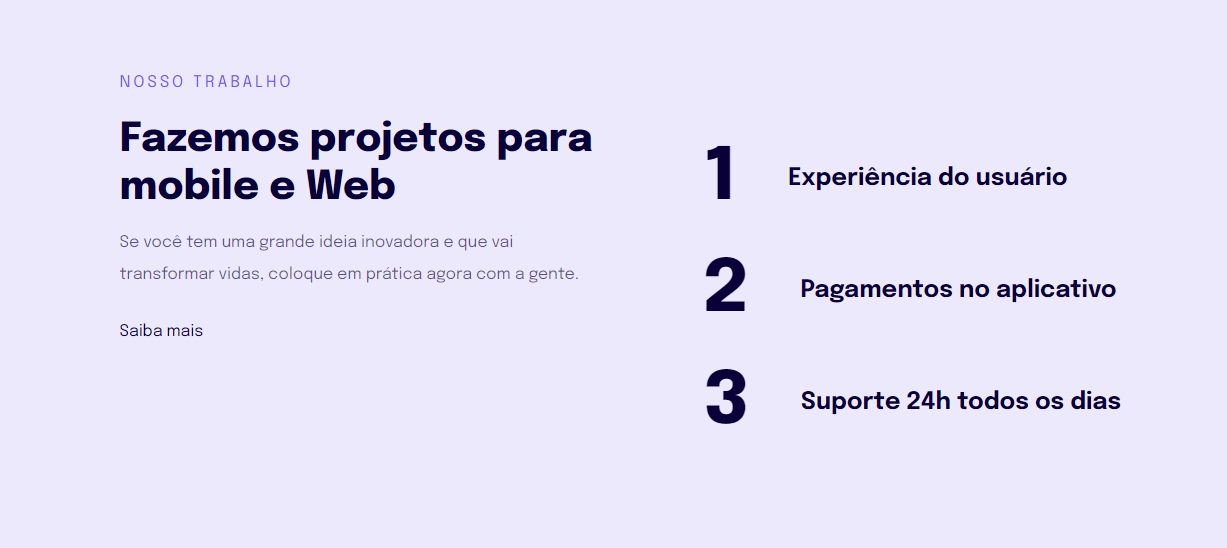 NOSSO TRABALHO
Fazemos projetos para
mobile e Web
Se você tem uma grande ideia inovadora e que vai
transformar vidas, coloque em prática agora com a gente.
Saiba mais
1 Experiência do usuário
2 Pagamentos no aplicativo
3 Suporte 24h todos os dias